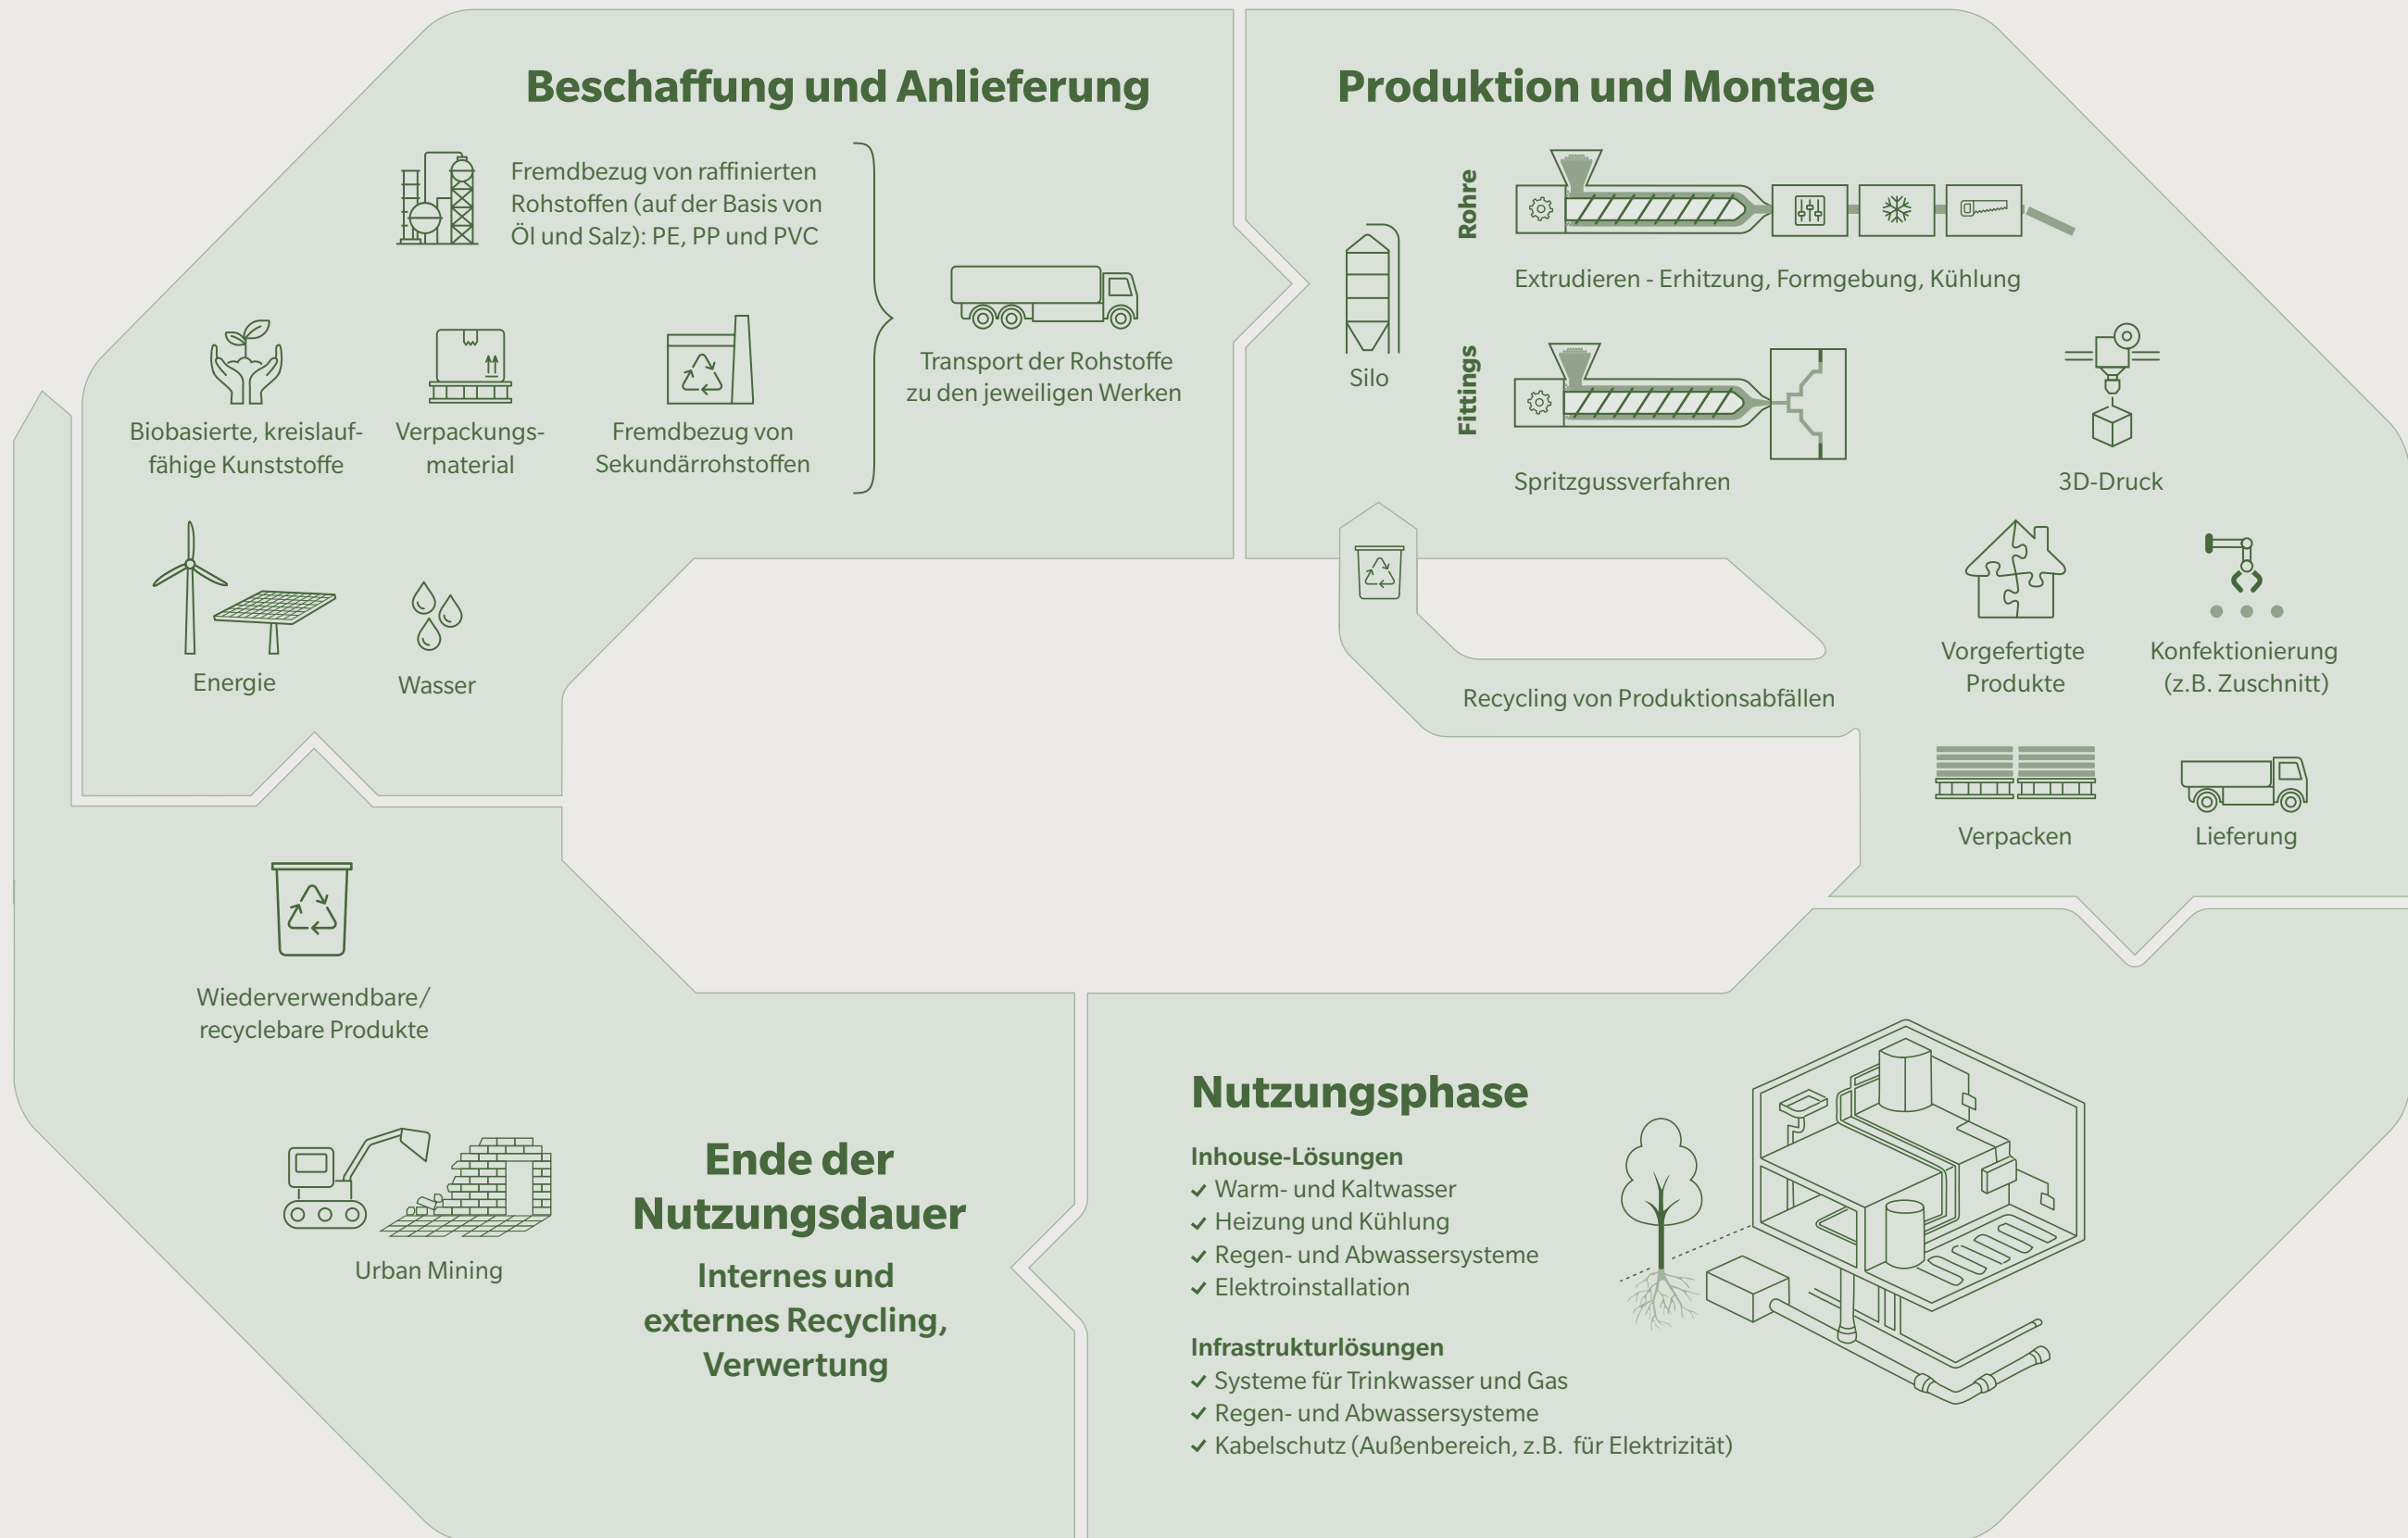 Beschaffung und Anlieferung
Fremdbezug von raffinierten
Rohstoffen (auf der Basis von
Öl und Salz): PE, PP und PVC
Biobasierte, kreislauf-
fähige Kunststoffe
Verpackungs-
material
Fremdbezug von
Sekundärrohstoffen
Transport der Rohstoffe
zu den jeweiligen Werken
Energie
Wasser
Produktion und Montage
Silo
Rohre
Extrudieren - Erhitzung, Formgebung, Kühlung
Fittings
Spritzgussverfahren
3D-Druck
Vorgefertigte
Produkte
Konfektionierung
(z.B. Zuschnitt)
Recycling von Produktionsabfällen
Verpacken
Lieferung
Nutzungsphase
Inhouse-Lösungen
Warm- und Kaltwasser
Heizung und Kühlung
Regen- und Abwassersysteme
Elektroinstallation
Infrastrukturlösungen
Systeme für Trinkwasser und Gas
Regen- und Abwassersysteme
Kabelschutz (Außenbereich, z.B. für Elektrizität)
Ende der
Nutzungsdauer
Internes und
externes Recycling,
Verwertung
Wiederverwendbare/
recyclebare Produkte
Urban Mining